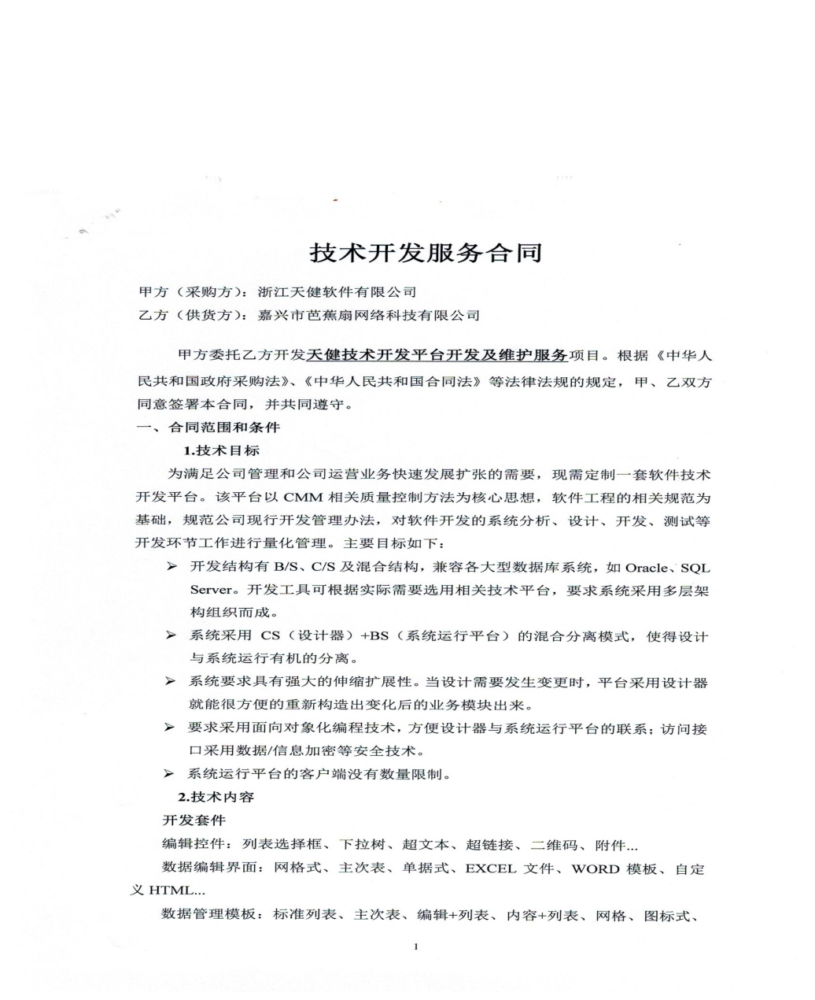 技术开发服务合同
甲方（采购方）：浙江天健软件有限公司
乙方（供货方）：嘉兴市芭蕉扇网络科技有限公司
甲方委托乙方开发天健技术开发平台开发及维护服务项目。根据《中华人
民共和国政府采购法》、《中华人民共和国合同法》等法律法规的规定，甲、乙双方
同意签署本合同，并共同遵守。
一、合同范围和条件
1.技术目标
为满足公司管理和公司运营业务快速发展扩张的需要，现需定制一套软件技术
开发平台。该平台以 CMM 相关质量控制方法为核心思想，软件工程的相关规范为
基础，规范公司现行开发管理办法，对软件开发的系统分析、设计、开发、测试等
开发环节工作进行量化管理。主要目标如下：
➢ 开发结构有 B/S、C/S 及混合结构，兼容各大型数据库系统，如 Oracle、SQL
Server。开发工具可根据实际需要选用相关技术平台，要求系统采用多层架
构组织而成。
➢ 系统采用 CS（设计器）+BS（系统运行平台）的混合分离模式，使得设计
与系统运行有机的分离。
➢ 系统要求具有强大的伸缩扩展性。当设计需要发生变更时，平台采用设计器
就能很方便的重新构造出变化后的业务模块出来。
➢ 要求采用面向对象化编程技术，方便设计器与系统运行平台的联系；访问接
口采用数据/信息加密等安全技术。
➢ 系统运行平台的客户端没有数量限制。
2.技术内容
开发套件
编辑控件：列表选择框、下拉树、超文本、超链接、二维码、附件...
数据编辑界面：网格式、主次表、单据式、EXCEL 文件、WORD 模板、自定
义 HTML...
数据管理模板：标准列表、主次表、编辑+列表、内容+列表、网格、图标式、
1